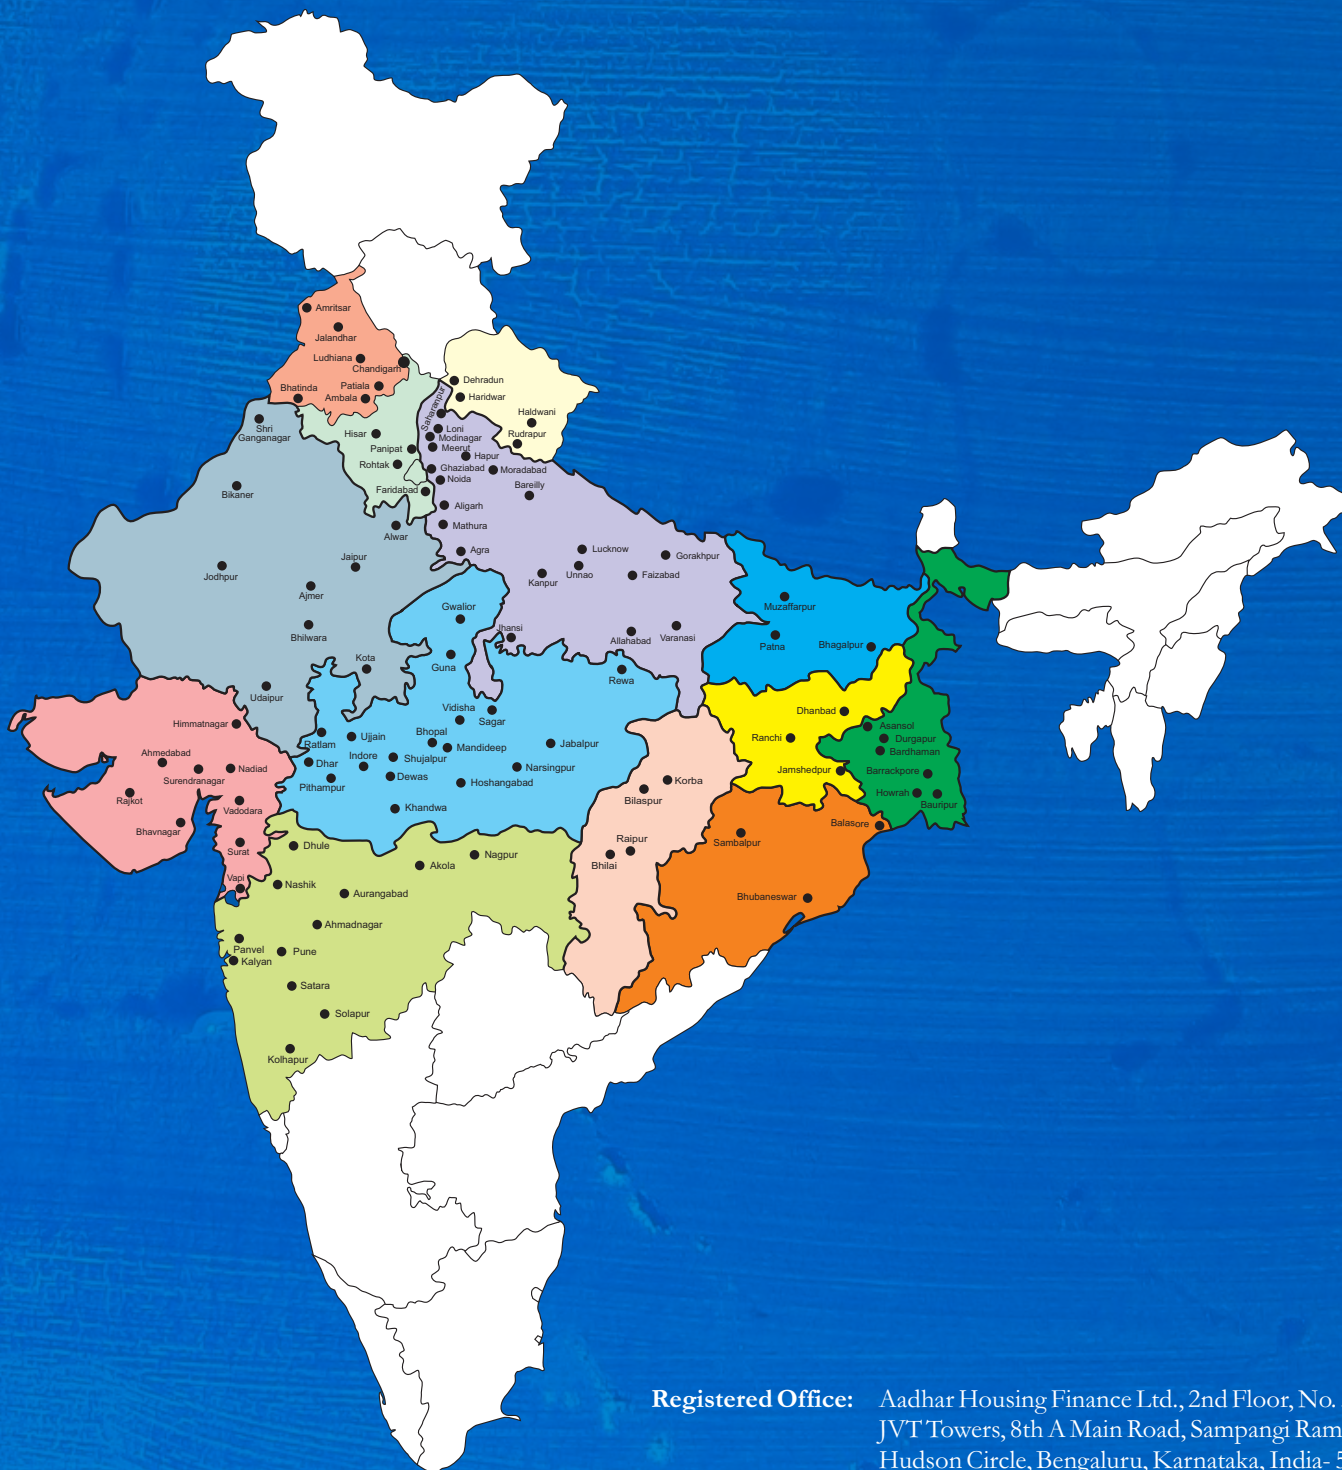 Amritsar
Jalandhar
Ludhiana
Chandigarh
Bhatinda
Patiala
Ambala
Dehradun
Haridwar
Haldwani
Rudrapur
Saharanpur
Shri
Ganganagar
Hisar
Panipat
Rohtak
Faridabad
Loni
Modinagar
Meerut
Hapur
Ghaziabad
Moradabad
Noida
Bareilly
Aligarh
Mathura
Agra
Lucknow
Gorakhpur
Kanpur
Unnao
Faizabad
Jhansi
Allahabad
Varanasi
Bikaner
Alwar
Jaipur
Jodhpur
Ajmer
Bhilwara
Kota
Udaipur
Gwalior
Guna
Rewa
Vidisha
Sagar
Bhopal
Mandideep
Jabalpur
Ratlam
Ujjain
Indore
Shujalpur
Dhar
Dewas
Narsingpur
Pithampur
Hoshangabad
Khandwa
Muzaffarpur
Patna
Bhagalpur
Dhanbad
Ranchi
Jamshedpur
Asansol
Durgapur
Bardhaman
Barrackpore
Howrah
Bauripur
Himmatnagar
Ahmedabad
Surendranagar
Nadiad
Rajkot
Vadodara
Bhavnagar
Surat
Vapi
Korba
Bilaspur
Raipur
Bhilai
Balasore
Sambalpur
Bhubaneswar
Dhule
Nagpur
Akola
Nashik
Aurangabad
Ahmadnagar
Panvel
Pune
Kalyan
Satara
Solapur
Kolhapur
Registered Office: Aadhar Housing Finance Ltd., 2nd Floor, No.
JVT Towers, 8th A Main Road, Sampangi Ram
Hudson Circle, Bengaluru, Karnataka, India- 5